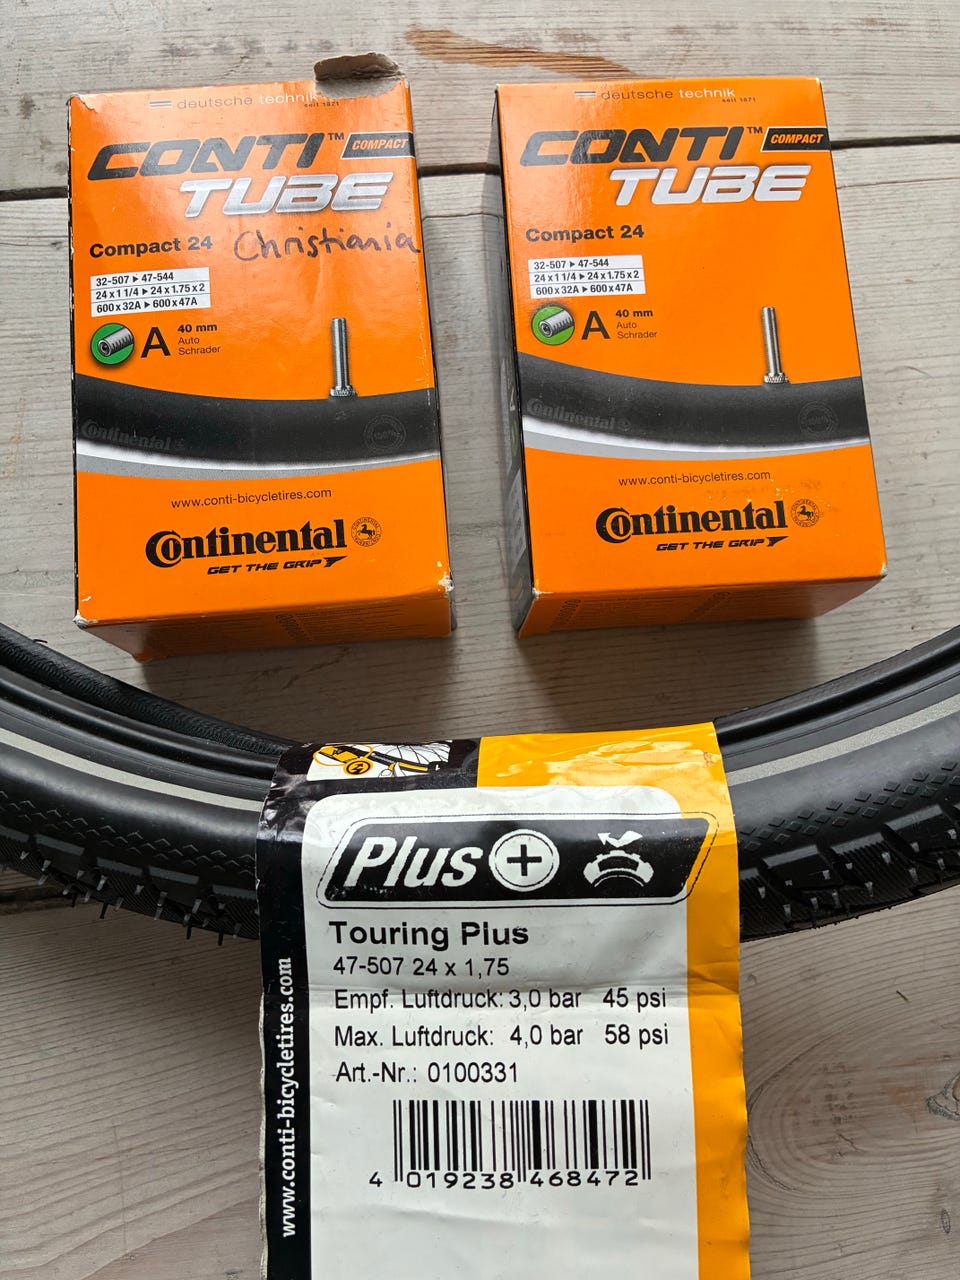 deutsche technik
seit 1871
CONTI™ COMPACT
TUBE
Compact 24 Christiania
32-507 ▸ 47-544
24 x 1 1/4 ▸ 24 x 1.75 x 2
600 x 32A ▸ 600 x 47A
A 40 mm
Auto
Schrader
Continental
www.conti-bicycletires.com
Continental
GET THE GRIP
deutsche technik
seit 1871
CONTI™ COMPACT
TUBE
Compact 24
32-507 ▸ 47-544
24 x 1 1/4 ▸ 24 x 1.75 x 2
600 x 32A ▸ 600 x 47A
A 40 mm
Auto
Schrader
Continental
www.conti-bicycletires.com
Continental
GET THE GRIP
Plus +
Touring Plus
47-507 24 x 1,75
Empf. Luftdruck: 3,0 bar 45 psi
Max. Luftdruck: 4,0 bar 58 psi
Art.-Nr.: 0100331
4 019238 468472
www.conti-bicycletires.com